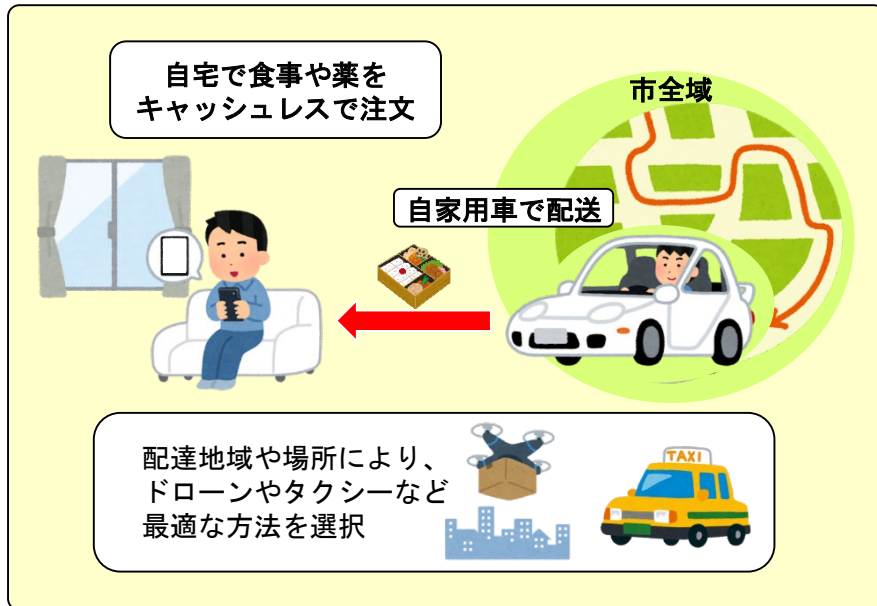 自宅で食事や薬を
キャッシュレスで注文
市全域
自家用車で配送
配達地域や場所により、
ドローンやタクシーなど
最適な方法を選択
TAXI